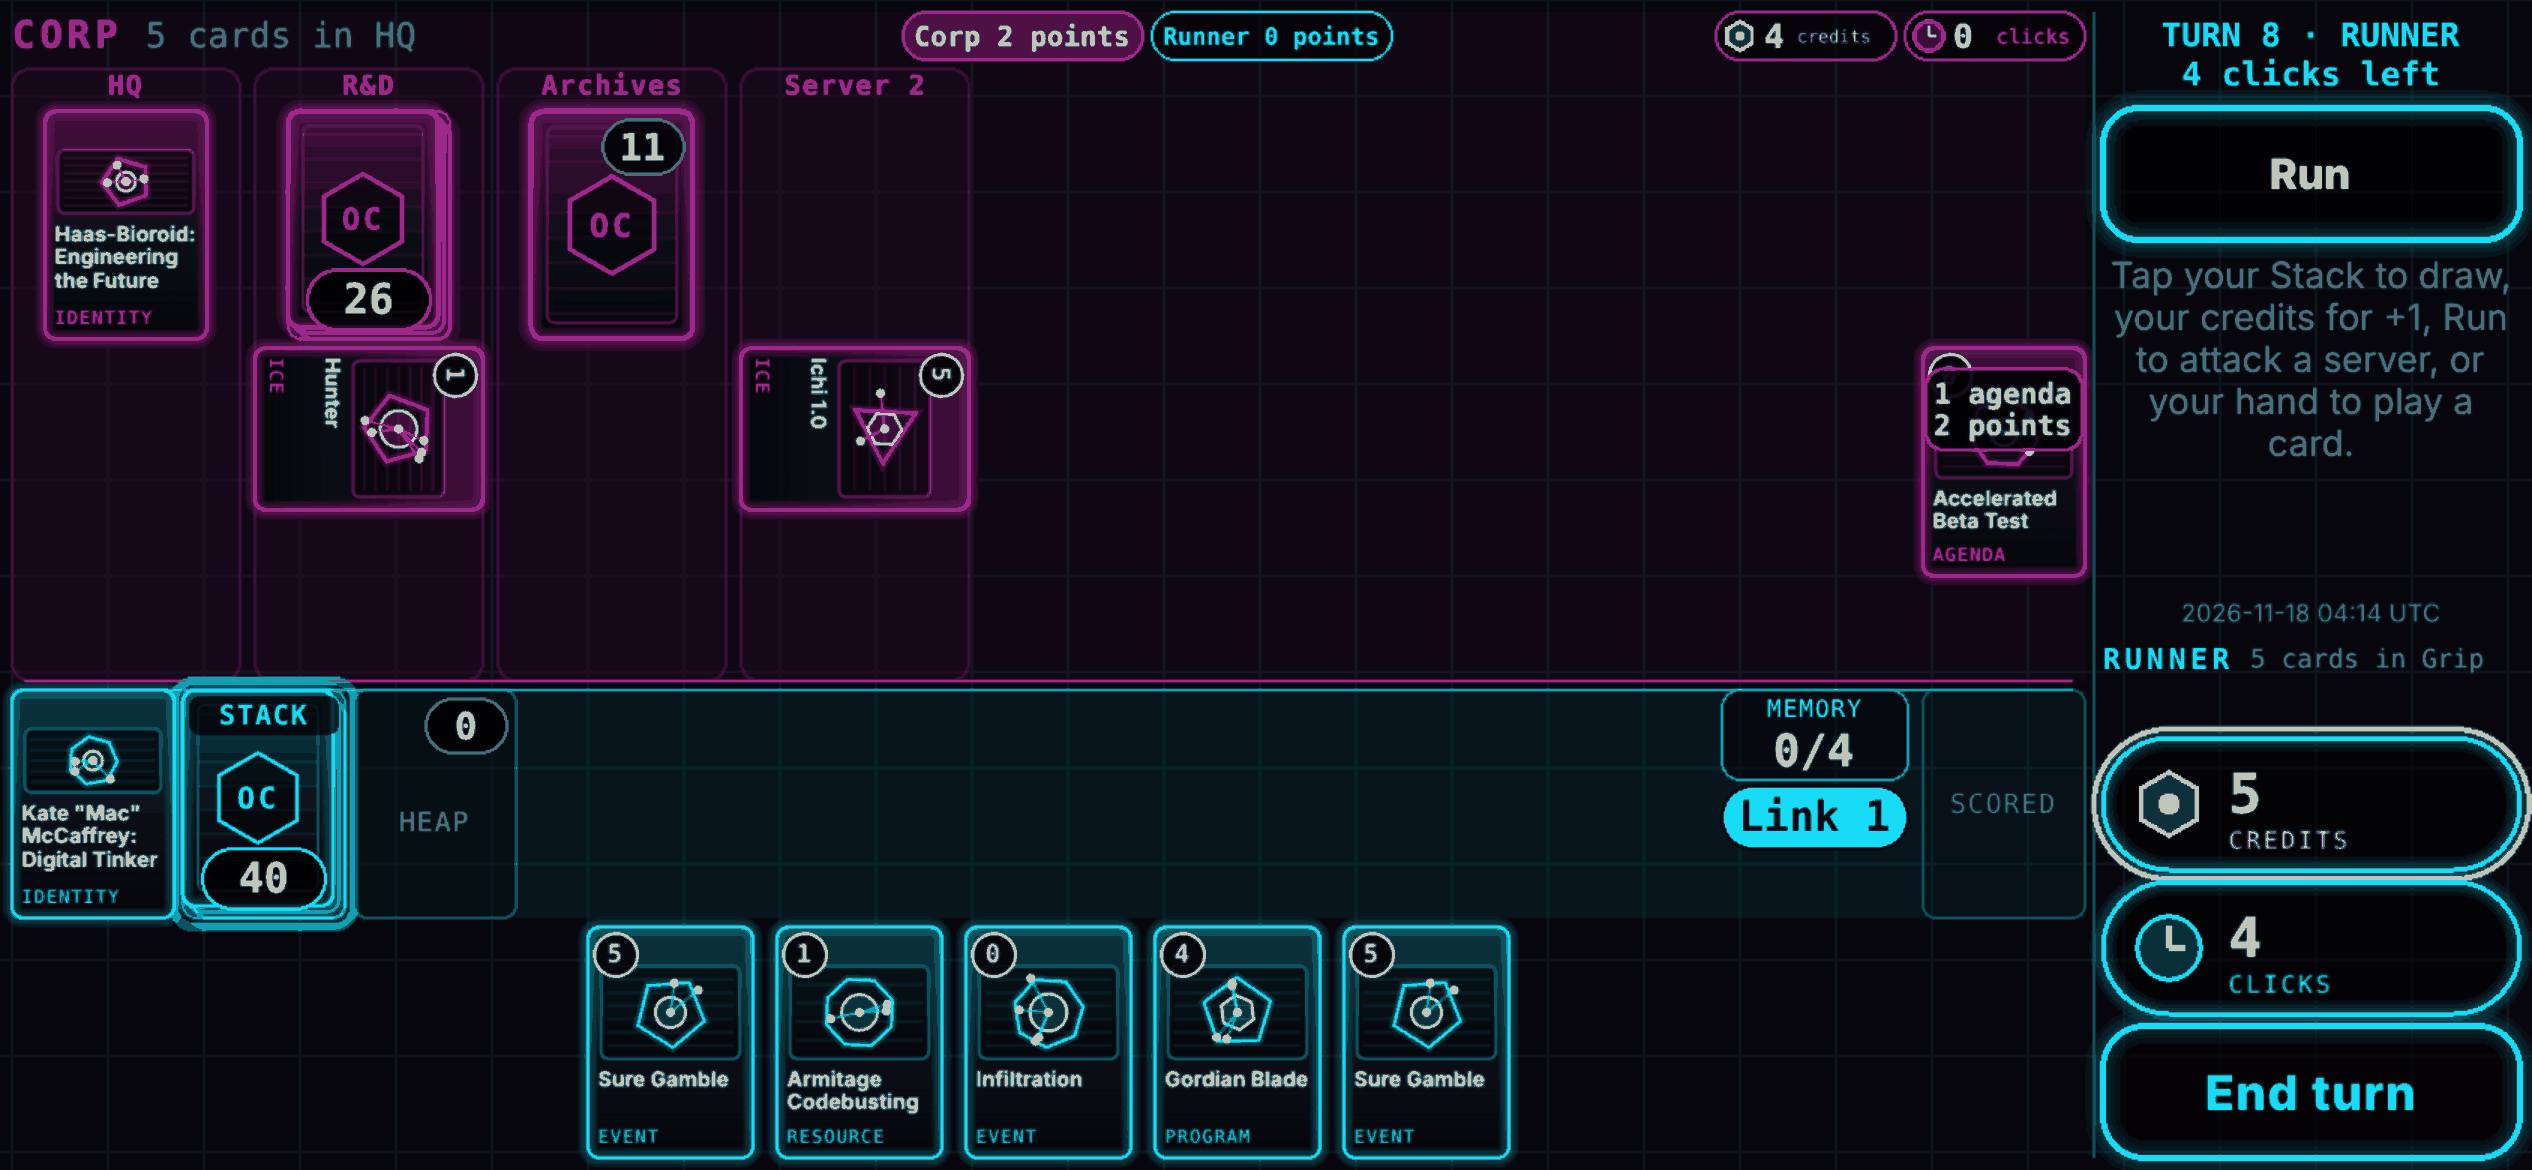 CORP 5 cards in HQ
Corp 2 points
Runner 0 points
4 credits
0 clicks
TURN 8 · RUNNER
4 clicks left
HQ
R&D
Archives
Server 2
Haas-Bioroid:
Engineering
the Future
IDENTITY
OC
26
11
OC
ICE
Hunter
1
ICE
Ichi 1.0
5
1 agenda
2 points
Accelerated
Beta Test
AGENDA
Run
Tap your Stack to draw,
your credits for +1, Run
to attack a server, or
your hand to play a
card.
2026-11-18 04:14 UTC
RUNNER 5 cards in Grip
Kate "Mac"
McCaffrey:
Digital Tinker
IDENTITY
STACK
OC
40
0
HEAP
MEMORY
0/4
Link 1
SCORED
5
CREDITS
4
CLICKS
End turn
5
Sure Gamble
EVENT
1
Armitage
Codebusting
RESOURCE
0
Infiltration
EVENT
4
Gordian Blade
PROGRAM
5
Sure Gamble
EVENT